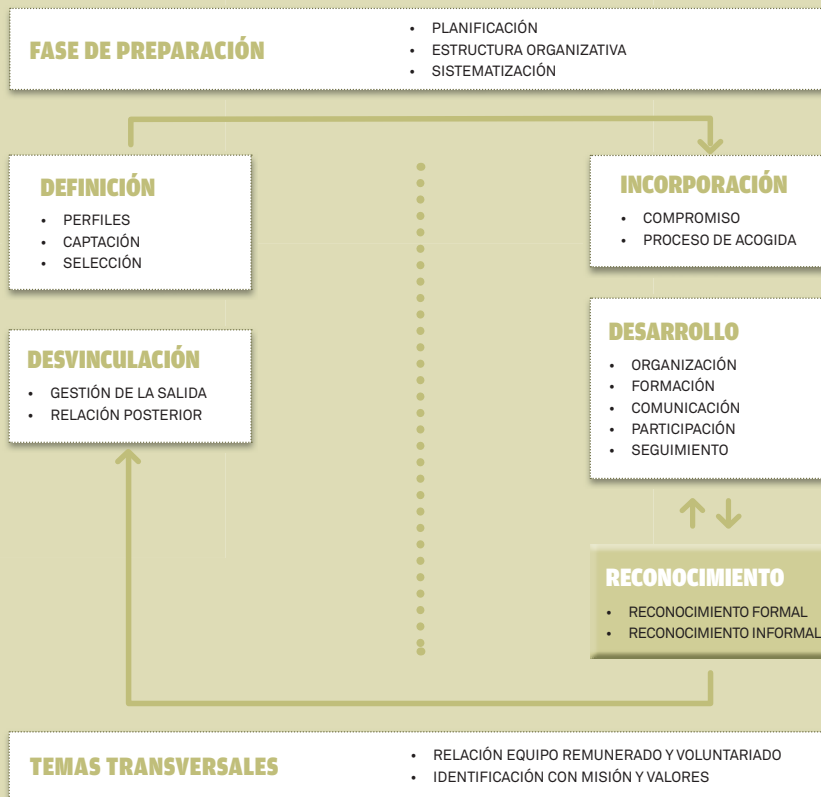 FASE DE PREPARACIÓN
• PLANIFICACIÓN
• ESTRUCTURA ORGANIZATIVA
• SISTEMATIZACIÓN
DEFINICIÓN
• PERFILES
• CAPTACIÓN
• SELECCIÓN
INCORPORACIÓN
• COMPROMISO
• PROCESO DE ACOGIDA
DESVINCULACIÓN
• GESTIÓN DE LA SALIDA
• RELACIÓN POSTERIOR
DESARROLLO
• ORGANIZACIÓN
• FORMACIÓN
• COMUNICACIÓN
• PARTICIPACIÓN
• SEGUIMIENTO
RECONOCIMIENTO
• RECONOCIMIENTO FORMAL
• RECONOCIMIENTO INFORMAL
TEMAS TRANSVERSALES
• RELACIÓN EQUIPO REMUNERADO Y VOLUNTARIADO
• IDENTIFICACIÓN CON MISIÓN Y VALORES